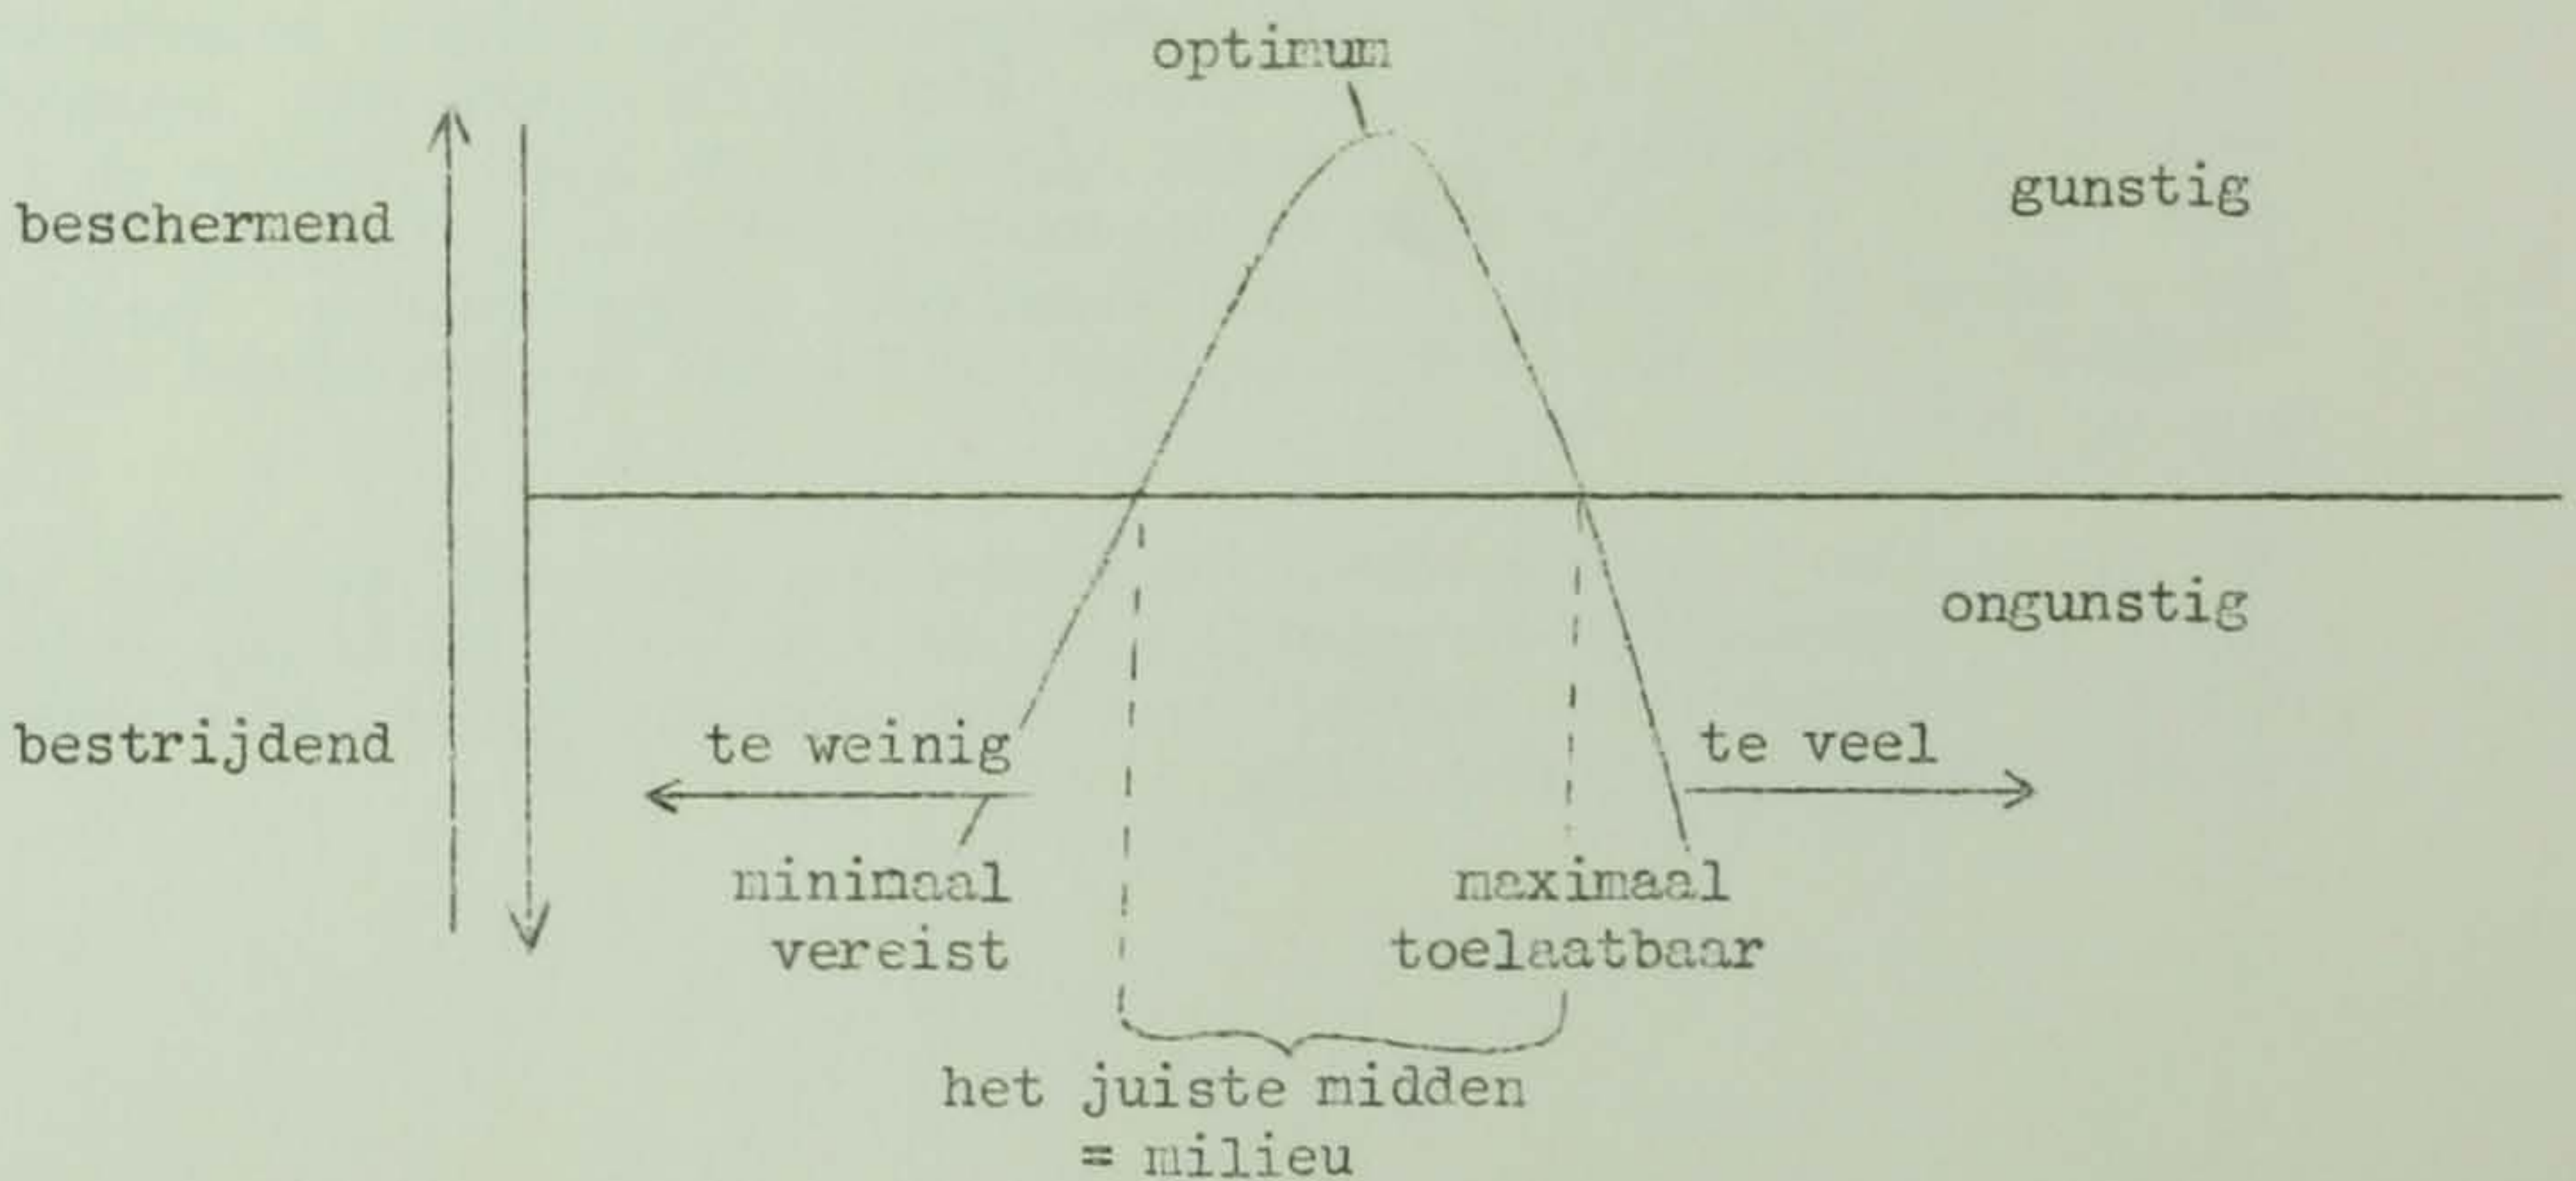 optimum
gunstig
beschermend
ongunstig
bestrijdend
te weinig
te veel
minimaal
vereist
maximaal
toelaatbaar
het juiste midden
= milieu